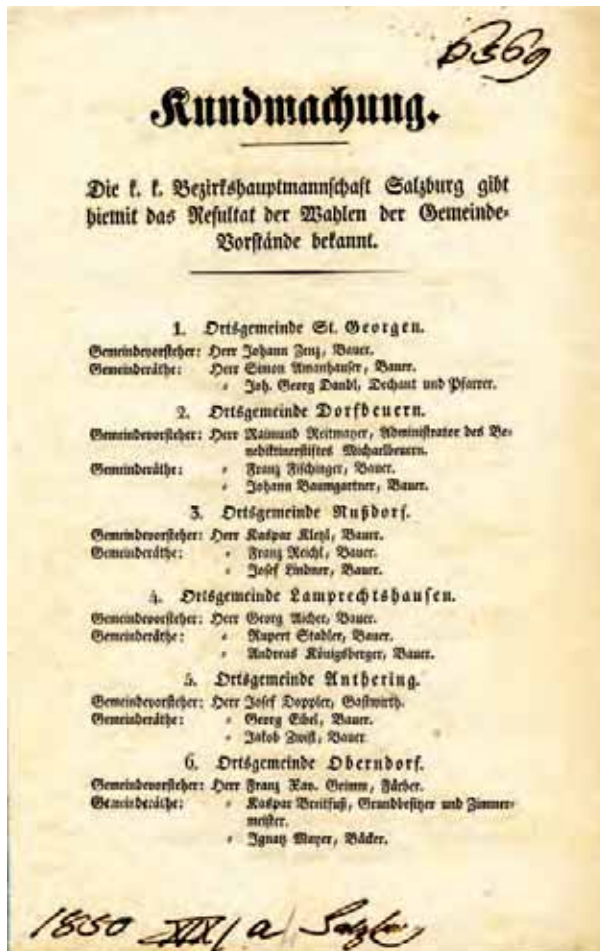 6369
Kundmachung.
Die k. k. Bezirkshauptmannschaft Salzburg gibt
hiemit das Resultat der Wahlen der Gemeinde-
Vorstände bekannt.
1. Ortsgemeinde St. Georgen.
Gemeindevorsteher: Herr Johann Zenz, Bauer.
Gemeinderäthe: Herr Simon Amanhauser, Bauer.
„ Joh. Georg Dandl, Dechant und Pfarrer.
2. Ortsgemeinde Dorfbeuern.
Gemeindevorsteher: Herr Raimund Reitmayer, Administrator des Be-
nediktinerstiftes Michaelbeuern.
Gemeinderäthe: „ Franz Fischinger, Bauer.
„ Johann Baumgartner, Bauer.
3. Ortsgemeinde Nußdorf.
Gemeindevorsteher: Herr Kaspar Kletzl, Bauer.
Gemeinderäthe: „ Franz Reichl, Bauer.
„ Josef Lindner, Bauer.
4. Ortsgemeinde Lamprechtshausen.
Gemeindevorsteher: Herr Georg Aicher, Bauer.
Gemeinderäthe: „ Rupert Stadler, Bauer.
„ Andreas Königsberger, Bauer.
5. Ortsgemeinde Anthering.
Gemeindevorsteher: Herr Josef Doppler, Gastwirth.
Gemeinderäthe: „ Georg Eibel, Bauer.
„ Jakob Zwifl, Bauer
6. Ortsgemeinde Oberndorf.
Gemeindevorsteher: Herr Franz Xav. Grimm, Färber.
Gemeinderäthe: „ Kaspar Breitfuß, Grundbesitzer und Zimmer-
meister.
„ Ignatz Mayer, Bäcker.
1850 XIX/a